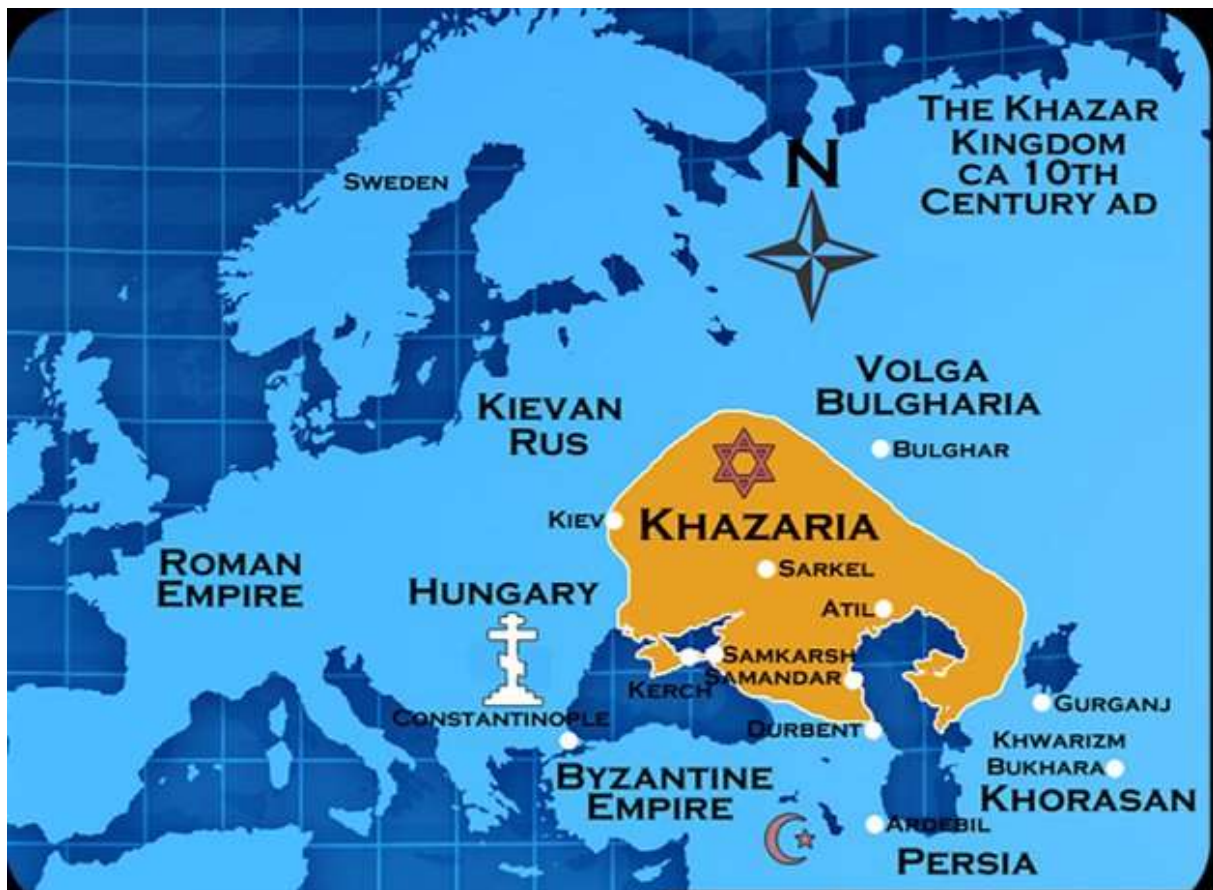 The Khazar
Kingdom
ca 10th
Century AD
N
Sweden
Volga
Bulgharia
Kievan
Rus
Bulghar
Kiev
Khazaria
Roman
Empire
Sarkel
Hungary
Atil
Samkarsh
Samandar
Kerch
Constantinople
Durbent
Gurganj
Khwarizm
Bukhara
Byzantine
Empire
Khorasan
Ardebil
Persia